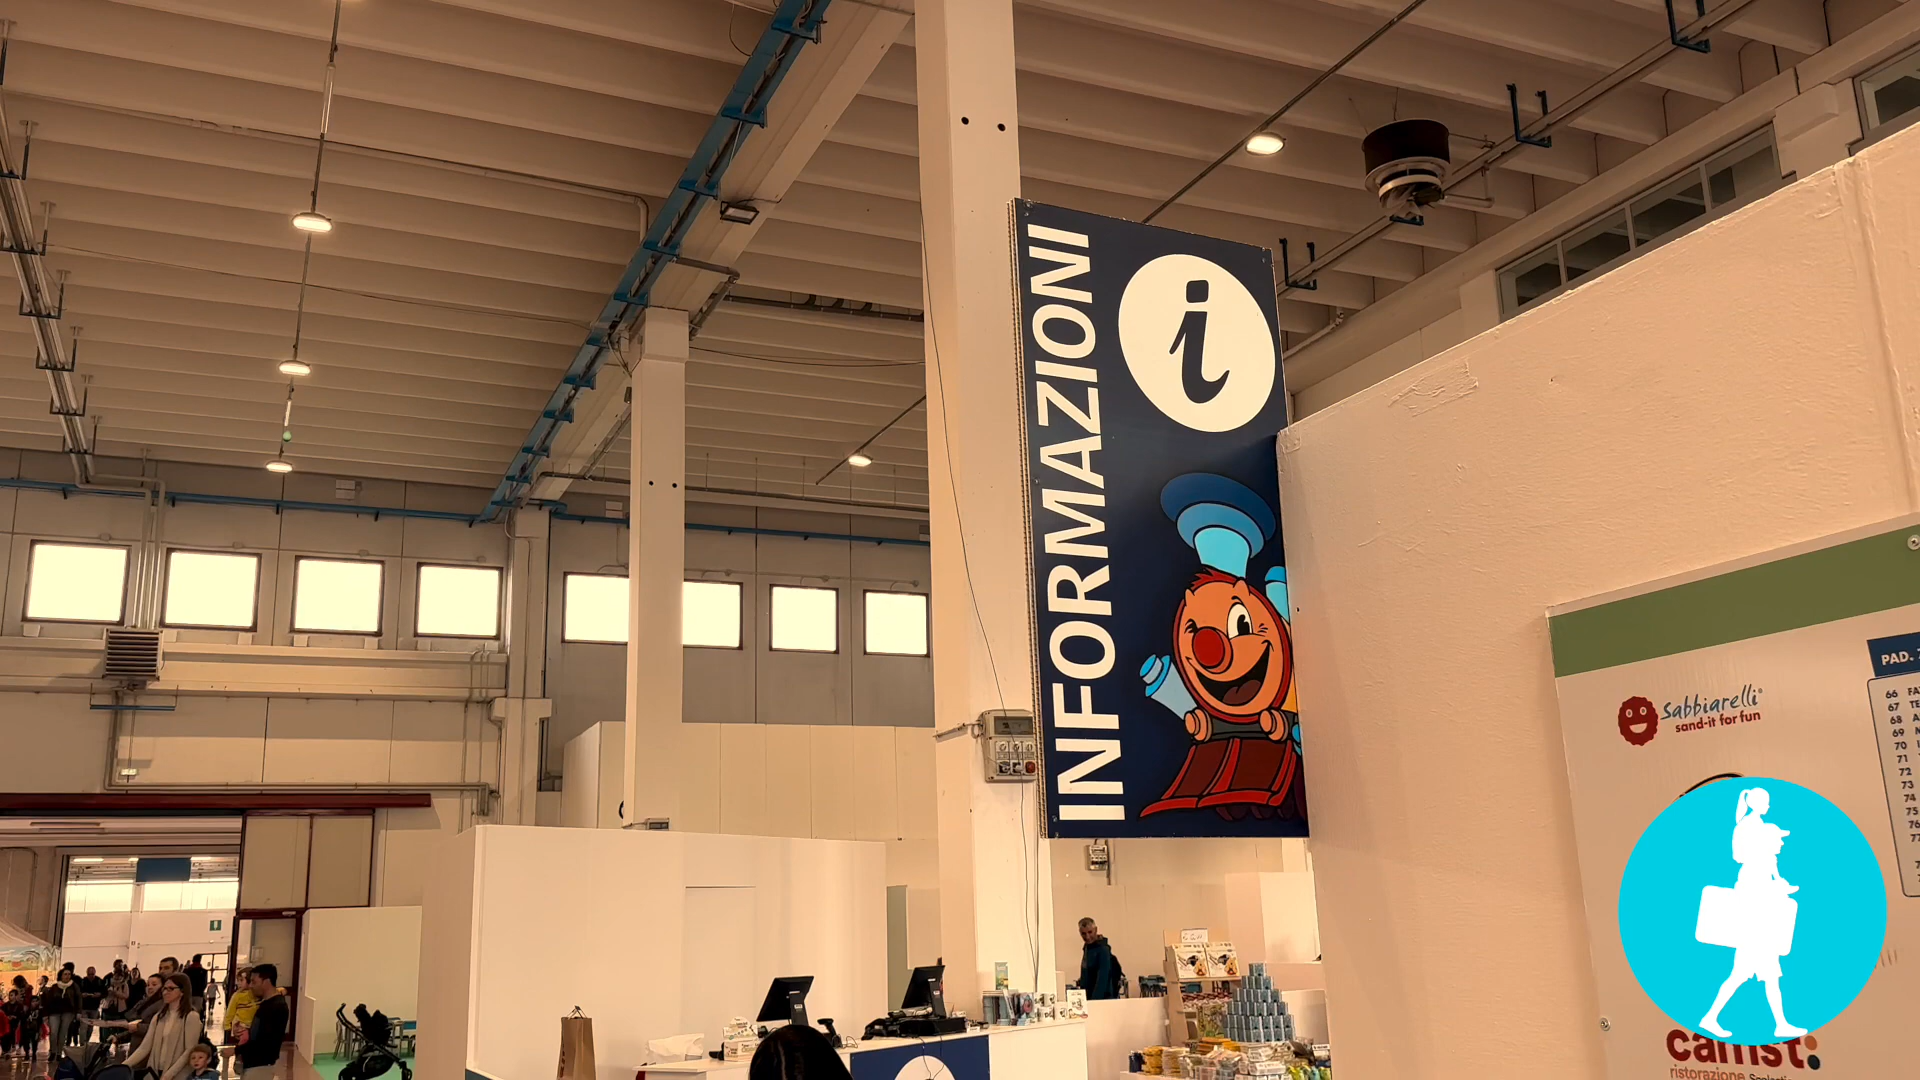 INFORMAZIONI
i
Sabbiarelli®
sand-it for fun
PAD.
66
67
68
69
70
71
72
73
74
75
76
camst:
ristorazione